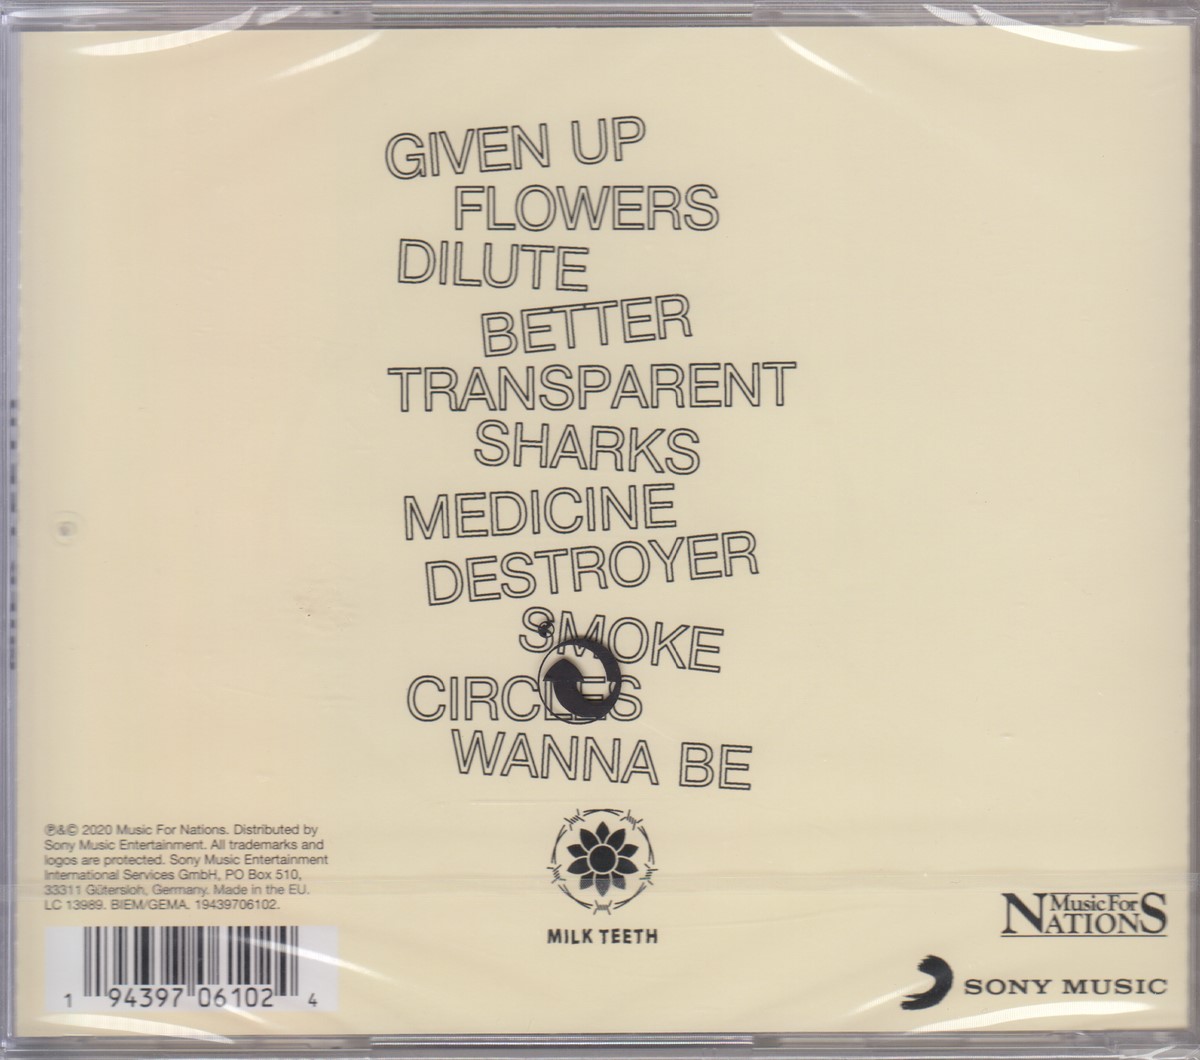 GIVEN UP
FLOWERS
DILUTE
BETTER
TRANSPARENT
SHARKS
MEDICINE
DESTROYER
SMOKE
CIRCLES
WANNA BE
℗&© 2020 Music For Nations. Distributed by
Sony Music Entertainment. All trademarks and
logos are protected. Sony Music Entertainment
International Services GmbH, PO Box 510,
33311 Gütersloh, Germany. Made in the EU.
LC 13989. BIEM/GEMA. 19439706102.
1 94397 06102 4
MILK TEETH
Music For
NATIONS
SONY MUSIC